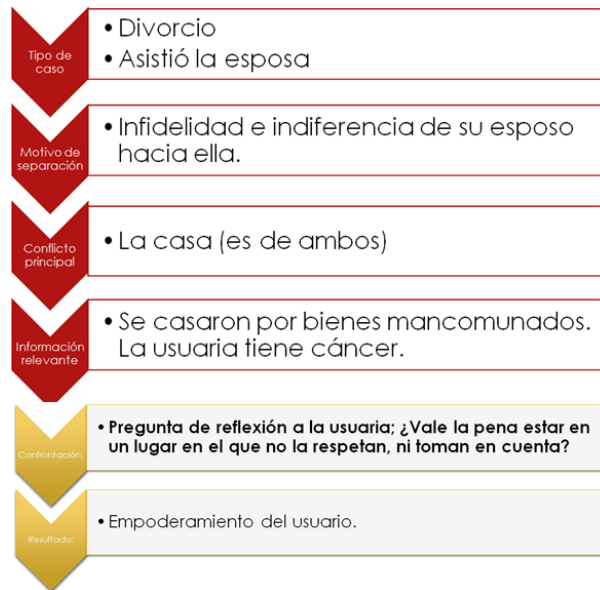 Tipo de
caso
• Divorcio
• Asistió la esposa
Motivo de
separación
• Infidelidad e indiferencia de su esposo
hacia ella.
Conflicto
principal
• La casa (es de ambos)
Información
relevante
• Se casaron por bienes mancomunados.
La usuaria tiene cáncer.
Confrontación:
• Pregunta de reflexión a la usuaria; ¿Vale la pena estar en
un lugar en el que no la respetan, ni toman en cuenta?
Resultado:
• Empoderamiento del usuario.